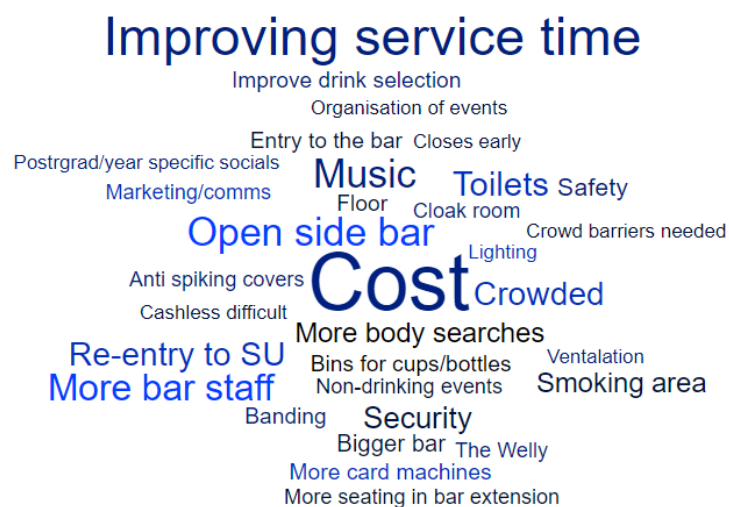 Improving service time
Improve drink selection
Organisation of events
Entry to the bar
Closes early
Postrgrad/year specific socials
Music
Toilets
Safety
Marketing/comms
Floor
Cloak room
Open side bar
Crowd barriers needed
Lighting
Anti spiking covers
Cost
Crowded
Cashless difficult
More body searches
Re-entry to SU
Bins for cups/bottles
Ventalation
More bar staff
Non-drinking events
Smoking area
Banding
Security
Bigger bar
The Welly
More card machines
More seating in bar extension